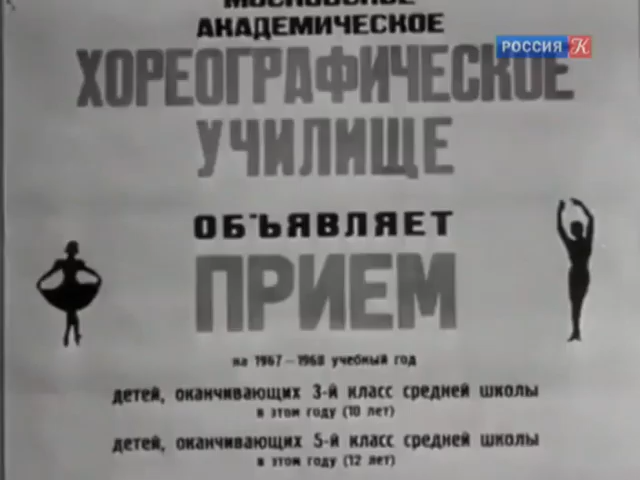 МОСКОВСКОЕ
АКАДЕМИЧЕСКОЕ
РОССИЯ К
ХОРЕОГРАФИЧЕСКОЕ
УЧИЛИЩЕ
ОБЪЯВЛЯЕТ
ПРИЕМ
на 1967–1968 учебный год
детей, оканчивающих 3-й класс средней школы
в этом году (10 лет)
детей, оканчивающих 5-й класс средней школы
в этом году (12 лет)